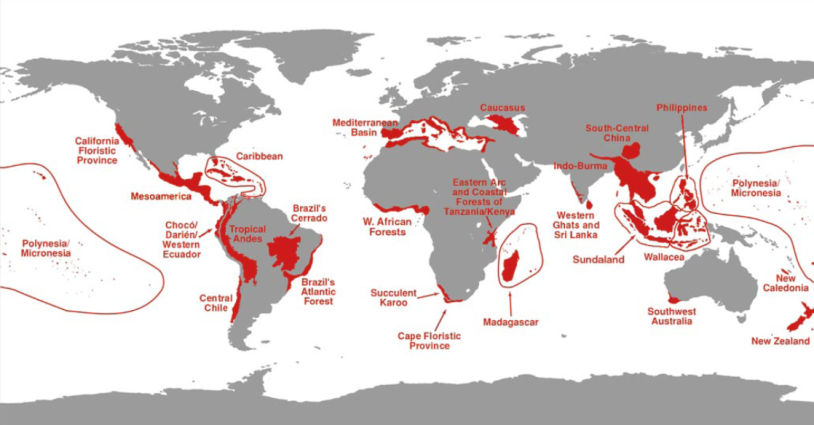 California
Floristic
Province
Mesoamerica
Caribbean
Polynesia/
Micronesia
Chocó/
Darién/
Western
Ecuador
Tropical
Andes
Brazil's
Cerrado
Brazil's
Atlantic
Forest
Central
Chile
Mediterranean
Basin
Caucasus
W. African
Forests
Eastern Arc
and Coastal
Forests of
Tanzania/Kenya
Succulent
Karoo
Cape Floristic
Province
Madagascar
Western
Ghats and
Sri Lanka
Indo-Burma
South-Central
China
Philippines
Sundaland
Wallacea
Polynesia/
Micronesia
Southwest
Australia
New
Caledonia
New Zealand